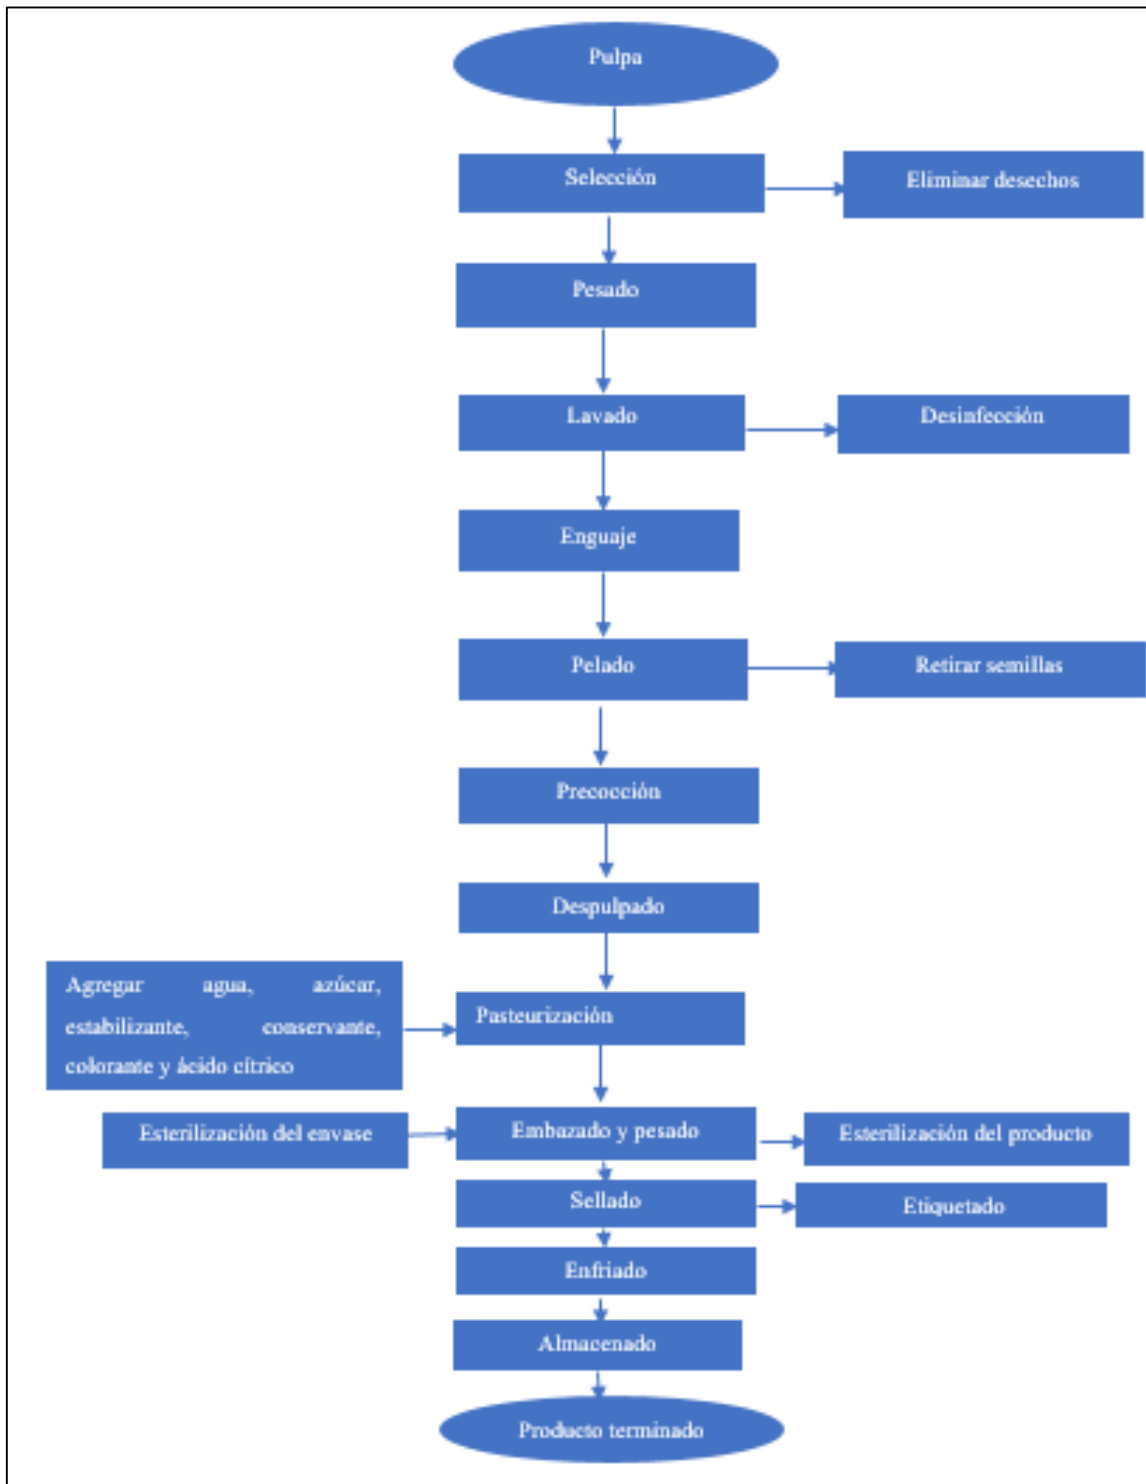 Pulpa
Selección
Eliminar desechos
Pesado
Lavado
Desinfección
Enguaje
Pelado
Retirar semillas
Precocción
Despulpado
Agregar agua, azúcar,
estabilizante, conservante,
colorante y ácido cítrico
Pasteurización
Esterilización del envase
Embazado y pesado
Esterilización del producto
Sellado
Etiquetado
Enfriado
Almacenado
Producto terminado